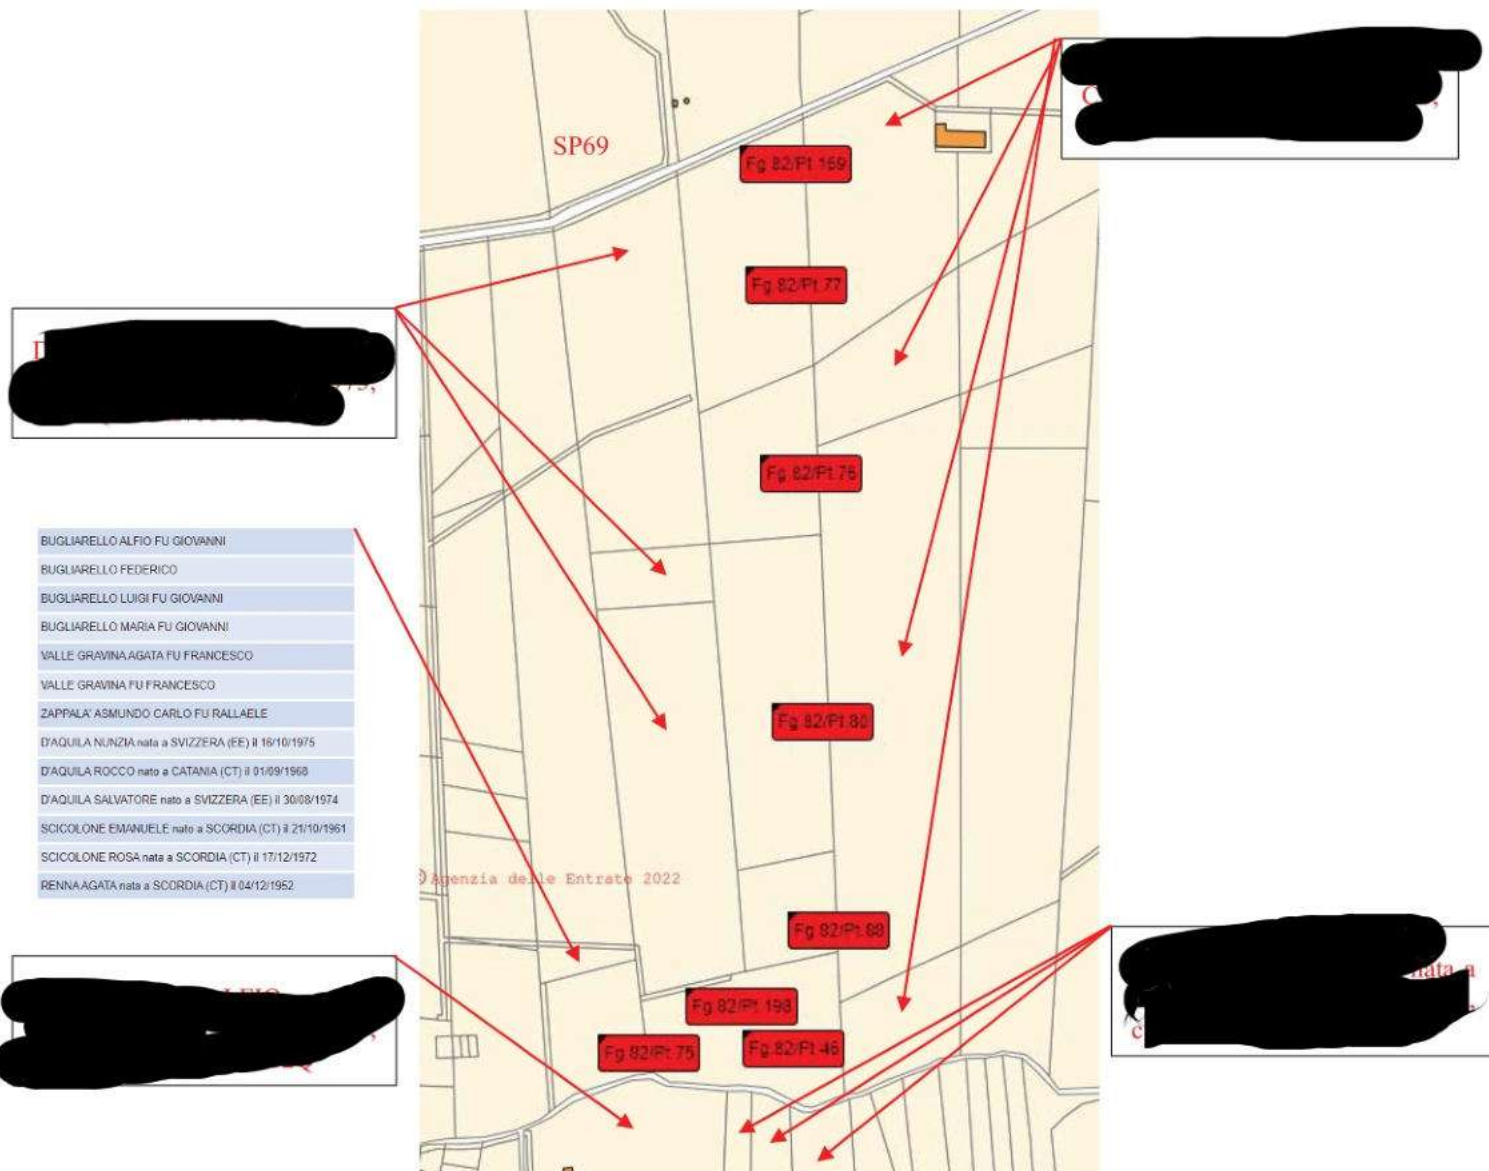 SP69
Fg 82/Pt 169
Fg 82/Pt 77
Fg 82/Pt 76
Fg 82/Pt 80
Fg 82/Pt 88
Fg 82/Pt 198
Fg 82/Pt 75
Fg 82/Pt 46
BUGLIARELLO ALFIO FU GIOVANNI
BUGLIARELLO FEDERICO
BUGLIARELLO LUIGI FU GIOVANNI
BUGLIARELLO MARIA FU GIOVANNI
VALLE GRAVINA AGATA FU FRANCESCO
VALLE GRAVINA FU FRANCESCO
ZAPPALA' ASMUNDO CARLO FU RALLAELE
D'AQUILA NUNZIA nata a SVIZZERA (EE) il 16/10/1975
D'AQUILA ROCCO nato a CATANIA (CT) il 01/09/1968
D'AQUILA SALVATORE nato a SVIZZERA (EE) il 30/08/1974
SCICOLONE EMANUELE nato a SCORDIA (CT) il 21/10/1961
SCICOLONE ROSA nata a SCORDIA (CT) il 17/12/1972
RENNA AGATA nata a SCORDIA (CT) il 04/12/1952
Agenzia delle Entrate 2022
nata a